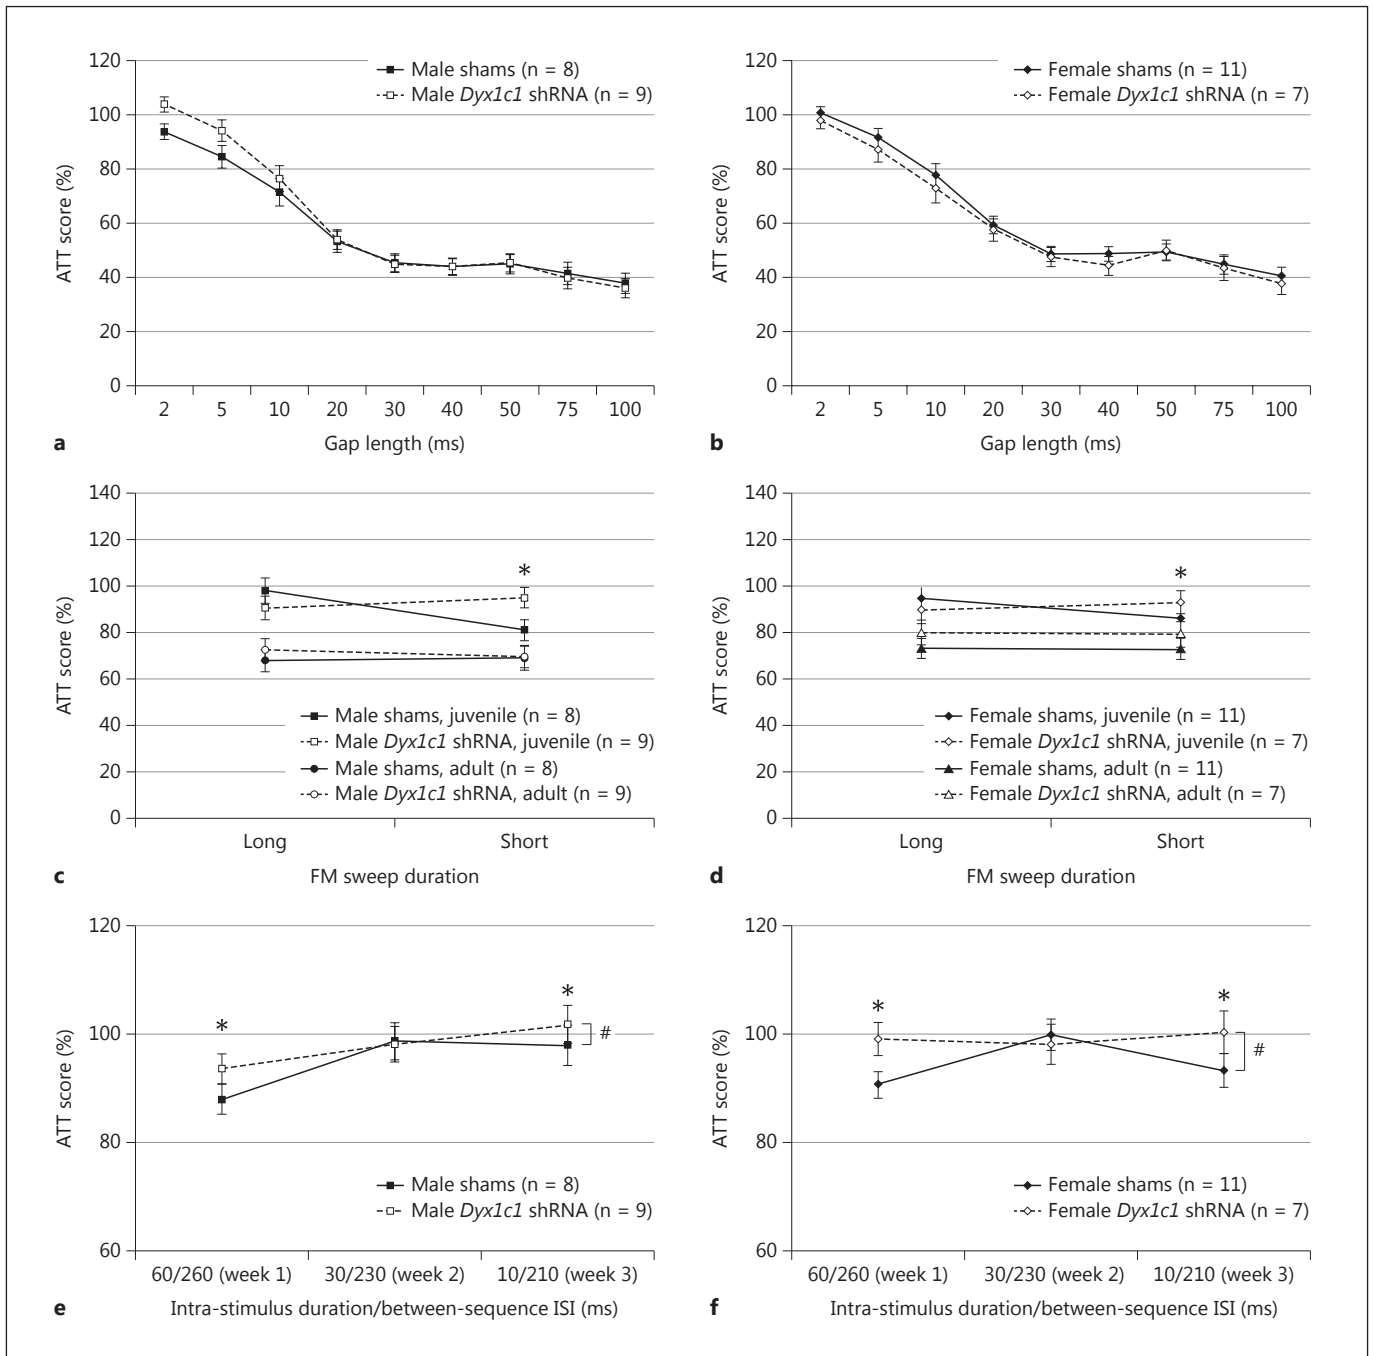 120
100
80
60
40
20
0
ATT score (%)
Male shams (n = 8)
Male Dyx1c1 shRNA (n = 9)
2 5 10 20 30 40 50 75 100
Gap length (ms)
a
120
100
80
60
40
20
0
ATT score (%)
Female shams (n = 11)
Female Dyx1c1 shRNA (n = 7)
2 5 10 20 30 40 50 75 100
Gap length (ms)
b
140
120
100
80
60
40
20
0
ATT score (%)
*
Male shams, juvenile (n = 8)
Male Dyx1c1 shRNA, juvenile (n = 9)
Male shams, adult (n = 8)
Male Dyx1c1 shRNA, adult (n = 9)
Long Short
FM sweep duration
c
140
120
100
80
60
40
20
0
ATT score (%)
*
Female shams, juvenile (n = 11)
Female Dyx1c1 shRNA, juvenile (n = 7)
Female shams, adult (n = 11)
Female Dyx1c1 shRNA, adult (n = 7)
Long Short
FM sweep duration
d
120
100
80
60
ATT score (%)
* *
#
Male shams (n = 8)
Male Dyx1c1 shRNA (n = 9)
60/260 (week 1) 30/230 (week 2) 10/210 (week 3)
Intra-stimulus duration/between-sequence ISI (ms)
e
120
100
80
60
ATT score (%)
* *
#
Female shams (n = 11)
Female Dyx1c1 shRNA (n = 7)
60/260 (week 1) 30/230 (week 2) 10/210 (week 3)
Intra-stimulus duration/between-sequence ISI (ms)
f